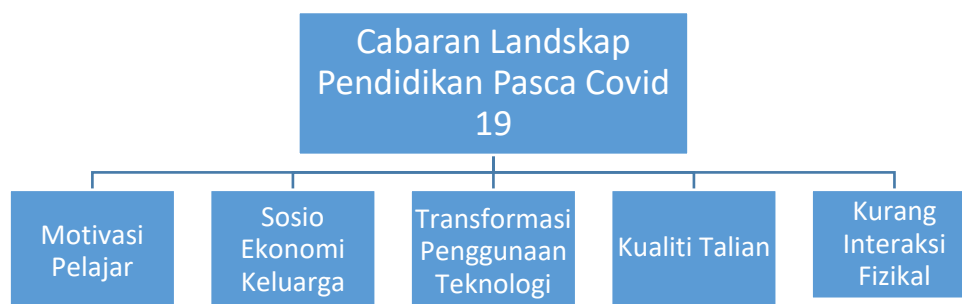 Cabaran Landskap
Pendidikan Pasca Covid
19
Motivasi
Pelajar
Sosio
Ekonomi
Keluarga
Transformasi
Penggunaan
Teknologi
Kualiti Talian
Kurang
Interaksi
Fizikal